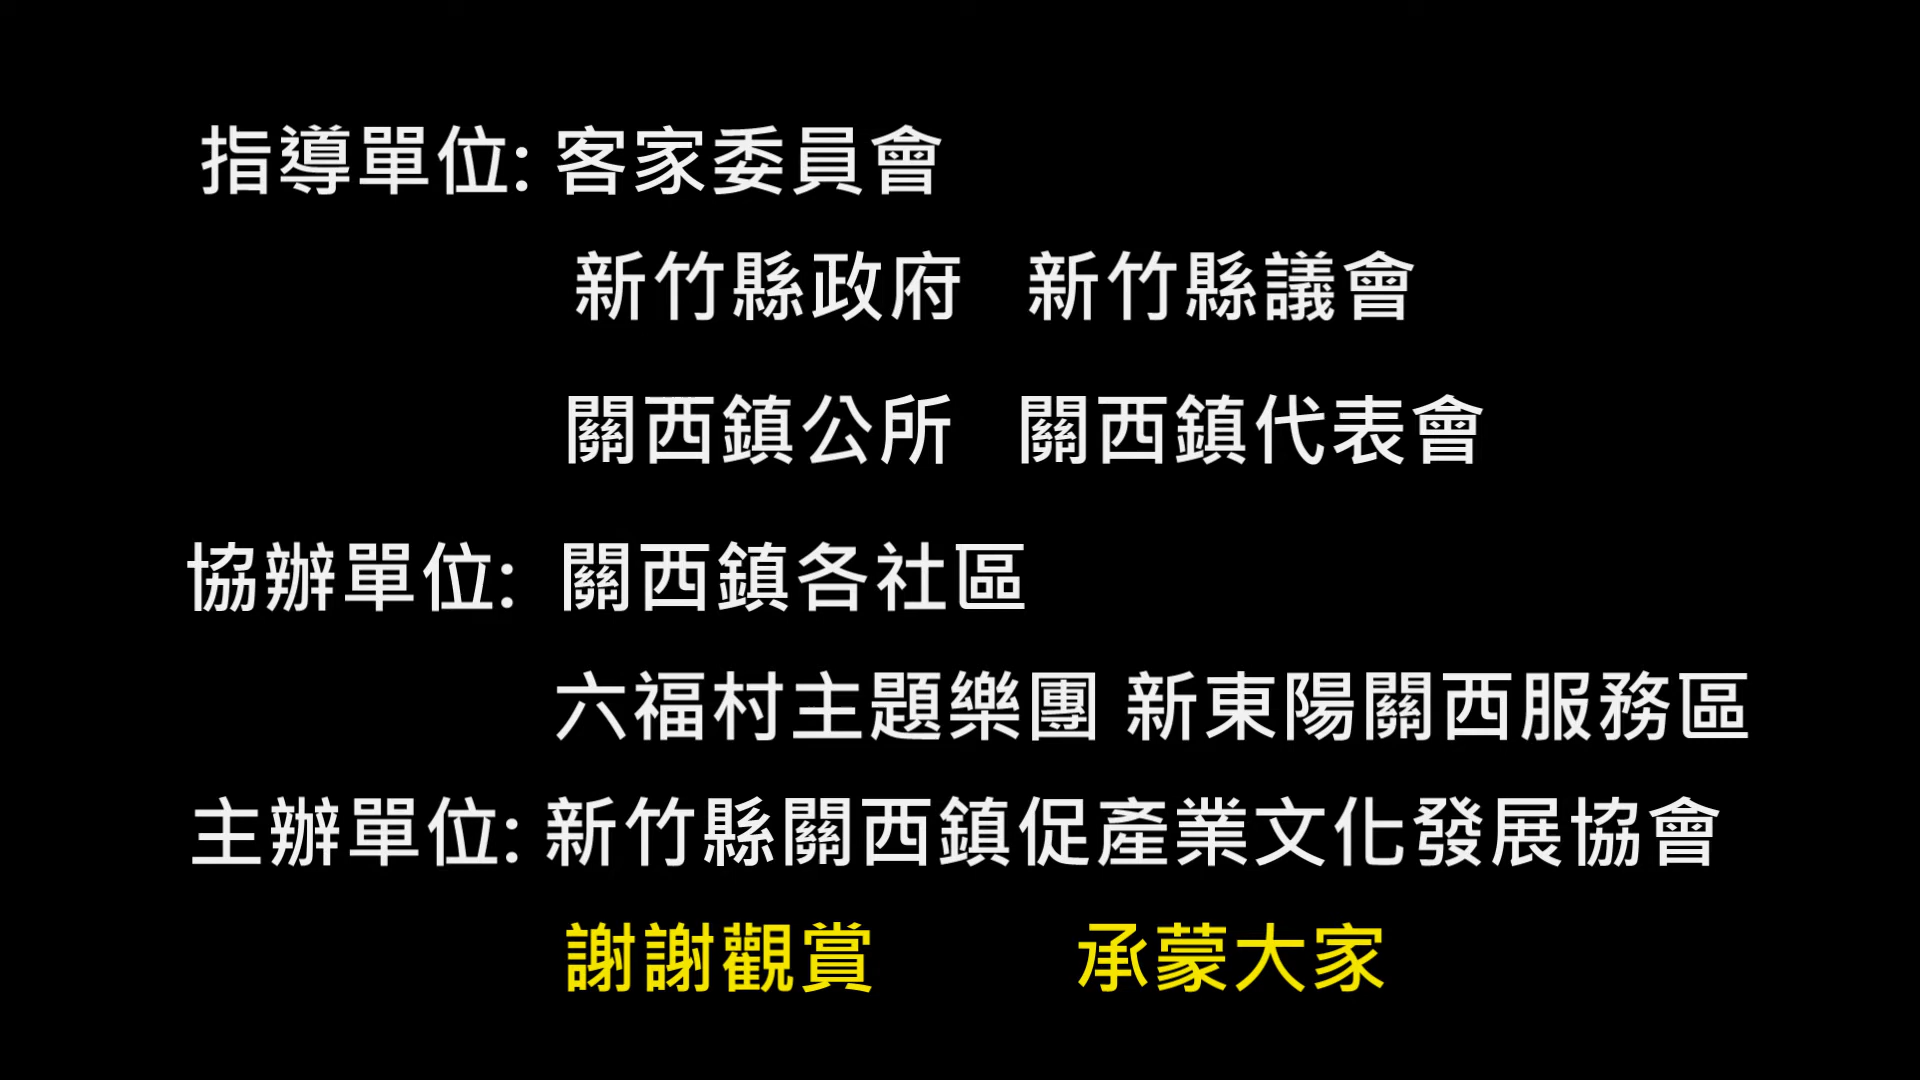 指導單位: 客家委員會
新竹縣政府 新竹縣議會
關西鎮公所 關西鎮代表會
協辦單位: 關西鎮各社區
六福村主題樂團 新東陽關西服務區
主辦單位: 新竹縣關西鎮促產業文化發展協會
謝謝觀賞 承蒙大家